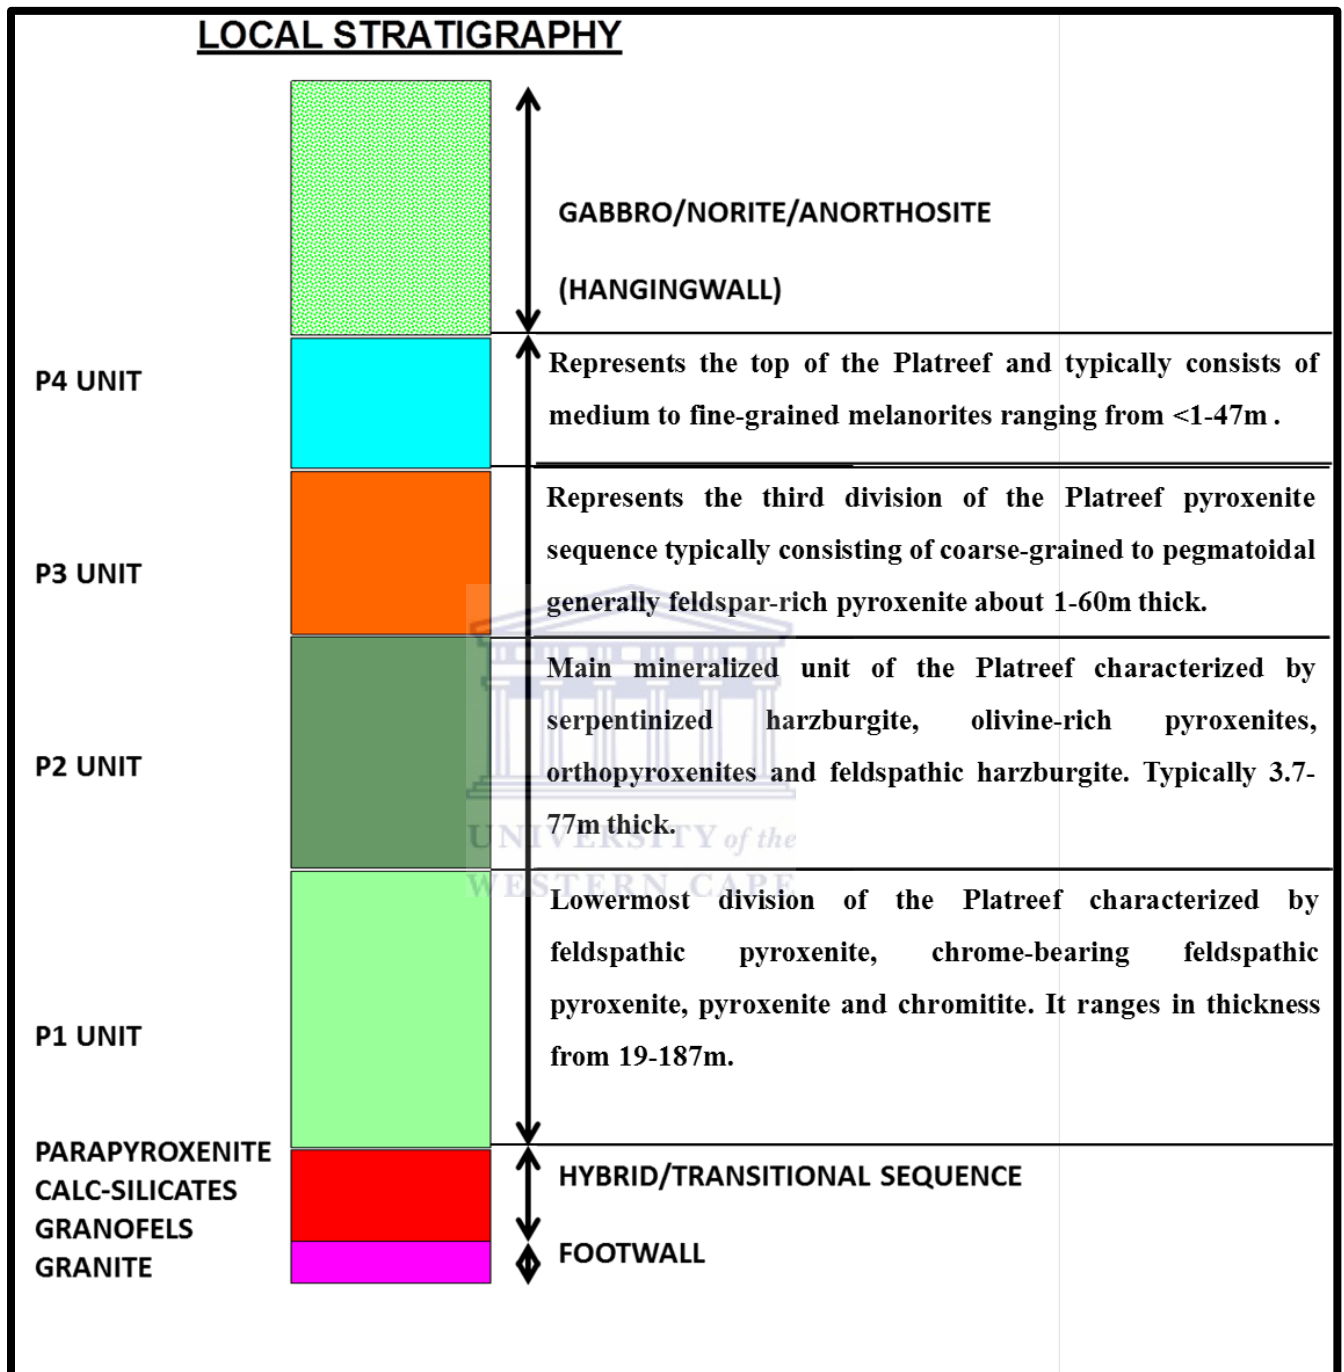 LOCAL STRATIGRAPHY
GABBRO/NORITE/ANORTHOSITE
(HANGINGWALL)
P4 UNIT
Represents the top of the Platreef and typically consists of
medium to fine-grained melanorites ranging from <1-47m .
P3 UNIT
Represents the third division of the Platreef pyroxenite
sequence typically consisting of coarse-grained to pegmatoidal
generally feldspar-rich pyroxenite about 1-60m thick.
P2 UNIT
Main mineralized unit of the Platreef characterized by
serpentinized harzburgite, olivine-rich pyroxenites,
orthopyroxenites and feldspathic harzburgite. Typically 3.7-
77m thick.
UNIVERSITY of the
WESTERN CAPE
P1 UNIT
Lowermost division of the Platreef characterized by
feldspathic pyroxenite, chrome-bearing feldspathic
pyroxenite, pyroxenite and chromitite. It ranges in thickness
from 19-187m.
PARAPYROXENITE
CALC-SILICATES
GRANOFELS
GRANITE
HYBRID/TRANSITIONAL SEQUENCE
FOOTWALL